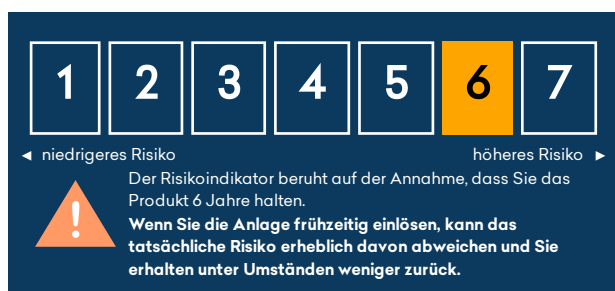 1 2 3 4 5 6 7
◄ niedrigeres Risiko höheres Risiko ►
Der Risikoindikator beruht auf der Annahme, dass Sie das
Produkt 6 Jahre halten.
Wenn Sie die Anlage frühzeitig einlösen, kann das
tatsächliche Risiko erheblich davon abweichen und Sie
erhalten unter Umständen weniger zurück.